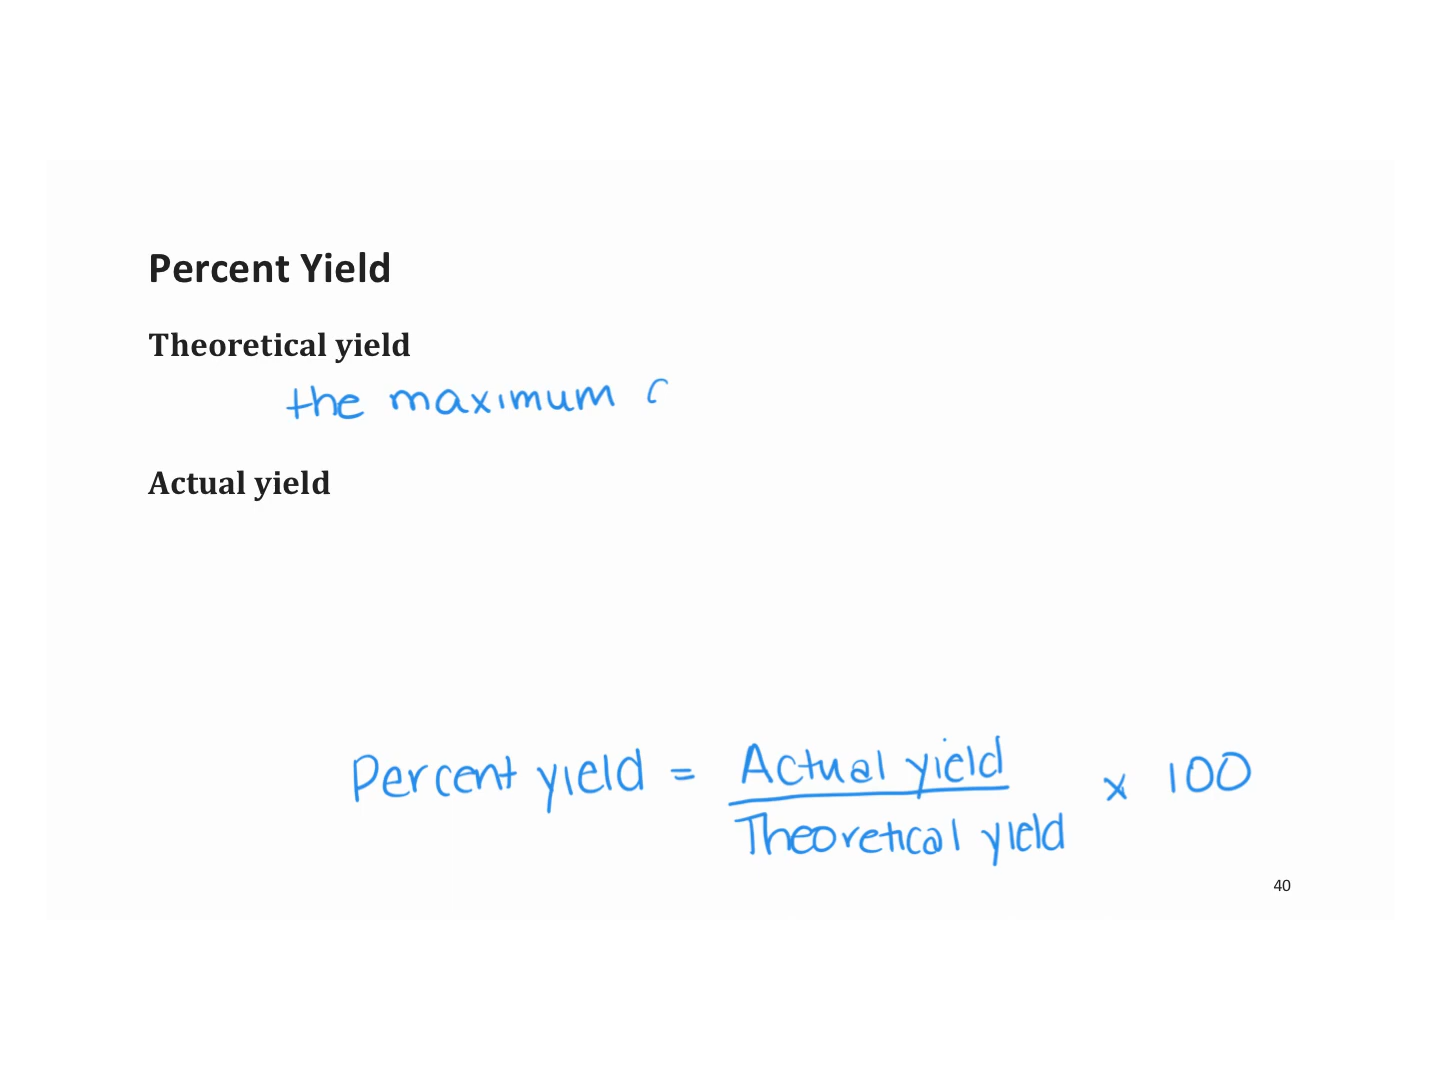 Percent Yield
Theoretical yield
the maximum
Actual yield
Percent yield = Actual yield / Theoretical yield x 100
40